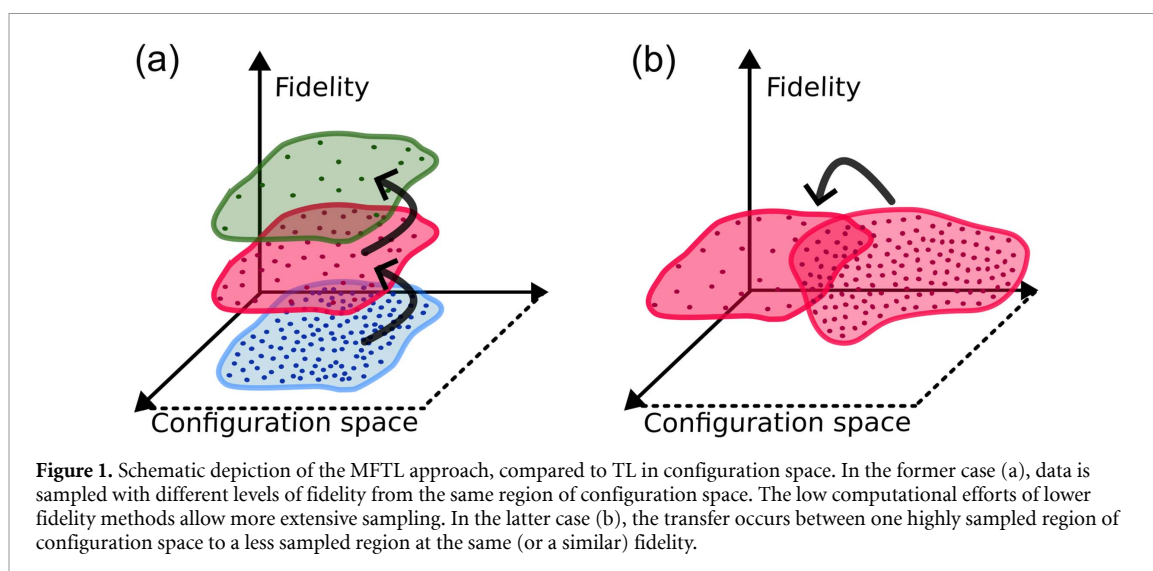 (a)
Fidelity
Configuration space
(b)
Fidelity
Configuration space
Figure 1. Schematic depiction of the MFTL approach, compared to TL in configuration space. In the former case (a), data is
sampled with different levels of fidelity from the same region of configuration space. The low computational efforts of lower
fidelity methods allow more extensive sampling. In the latter case (b), the transfer occurs between one highly sampled region of
configuration space to a less sampled region at the same (or a similar) fidelity.